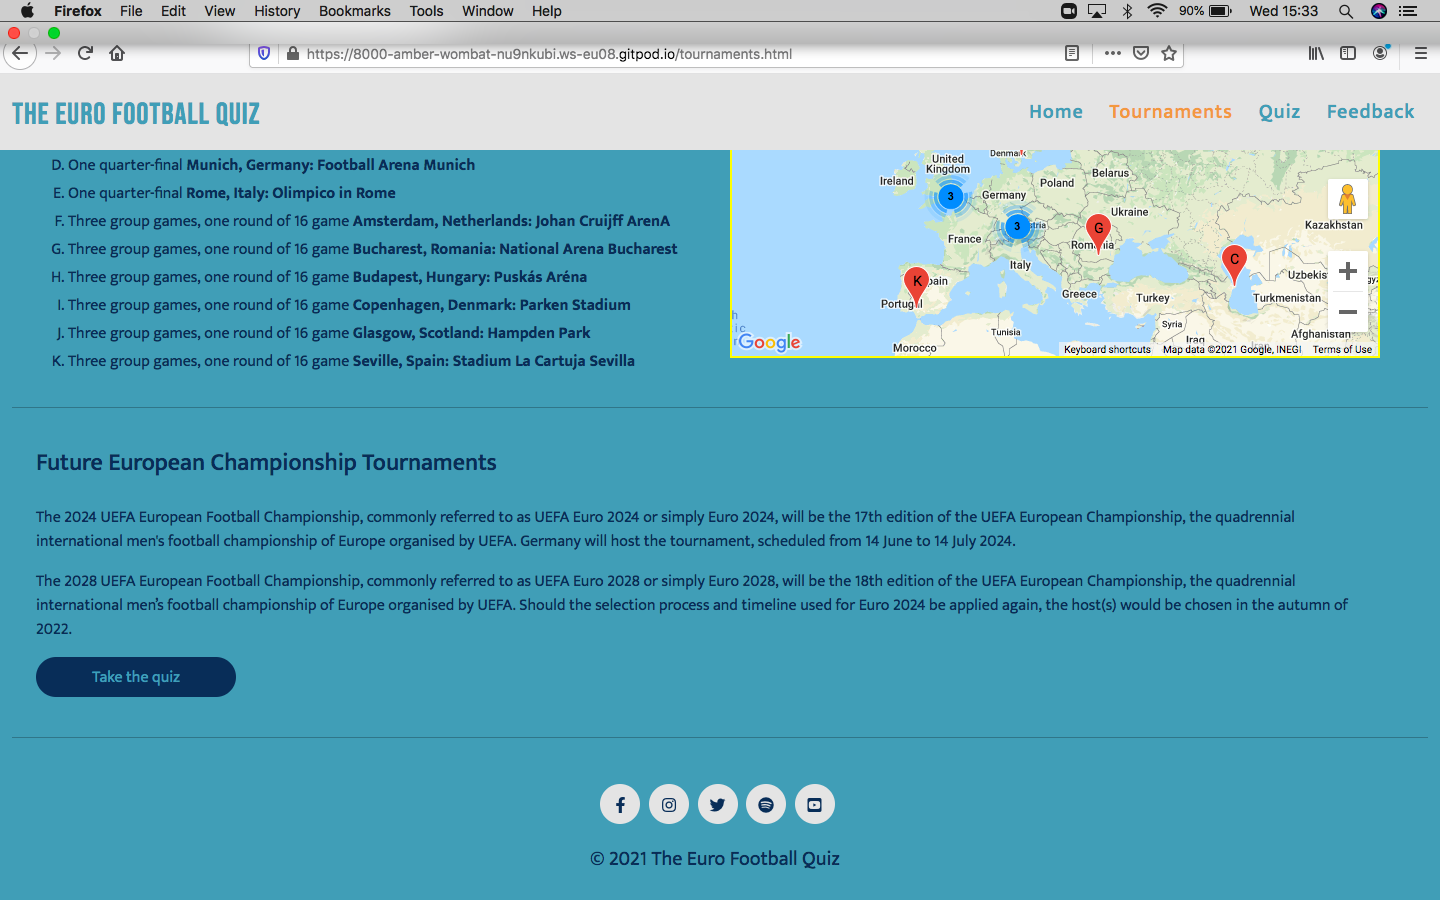 Firefox File Edit View History Bookmarks Tools Window Help 90% Wed 15:33
https://8000-amber-wombat-nu9nkubi.ws-eu08.gitpod.io/tournaments.html
THE EURO FOOTBALL QUIZ
Home Tournaments Quiz Feedback
D. One quarter-final Munich, Germany: Football Arena Munich
E. One quarter-final Rome, Italy: Olimpico in Rome
F. Three group games, one round of 16 game Amsterdam, Netherlands: Johan Cruijff ArenA
G. Three group games, one round of 16 game Bucharest, Romania: National Arena Bucharest
H. Three group games, one round of 16 game Budapest, Hungary: Puskás Aréna
I. Three group games, one round of 16 game Copenhagen, Denmark: Parken Stadium
J. Three group games, one round of 16 game Glasgow, Scotland: Hampden Park
K. Three group games, one round of 16 game Seville, Spain: Stadium La Cartuja Sevilla
United
Kingdom
Denmark
Ireland
Poland
Belarus
Germany
3
Ukraine
3
G
France
Romania
Kazakhstan
Italy
C
K
Spain
Portugal
Greece
Turkey
Turkmenistan
Syria
Tunisia
Afghanistan
Iraq
Morocco
Google
Keyboard shortcuts Map data ©2021 Google, INEGI Terms of Use
Future European Championship Tournaments
The 2024 UEFA European Football Championship, commonly referred to as UEFA Euro 2024 or simply Euro 2024, will be the 17th edition of the UEFA European Championship, the quadrennial
international men's football championship of Europe organised by UEFA. Germany will host the tournament, scheduled from 14 June to 14 July 2024.
The 2028 UEFA European Football Championship, commonly referred to as UEFA Euro 2028 or simply Euro 2028, will be the 18th edition of the UEFA European Championship, the quadrennial
international men’s football championship of Europe organised by UEFA. Should the selection process and timeline used for Euro 2024 be applied again, the host(s) would be chosen in the autumn of
2022.
Take the quiz
© 2021 The Euro Football Quiz